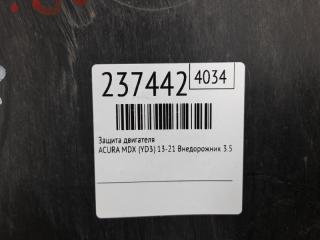 237442 4034
Защита двигателя
ACURA MDX (YD3) 13-21 Внедорожник 3.5